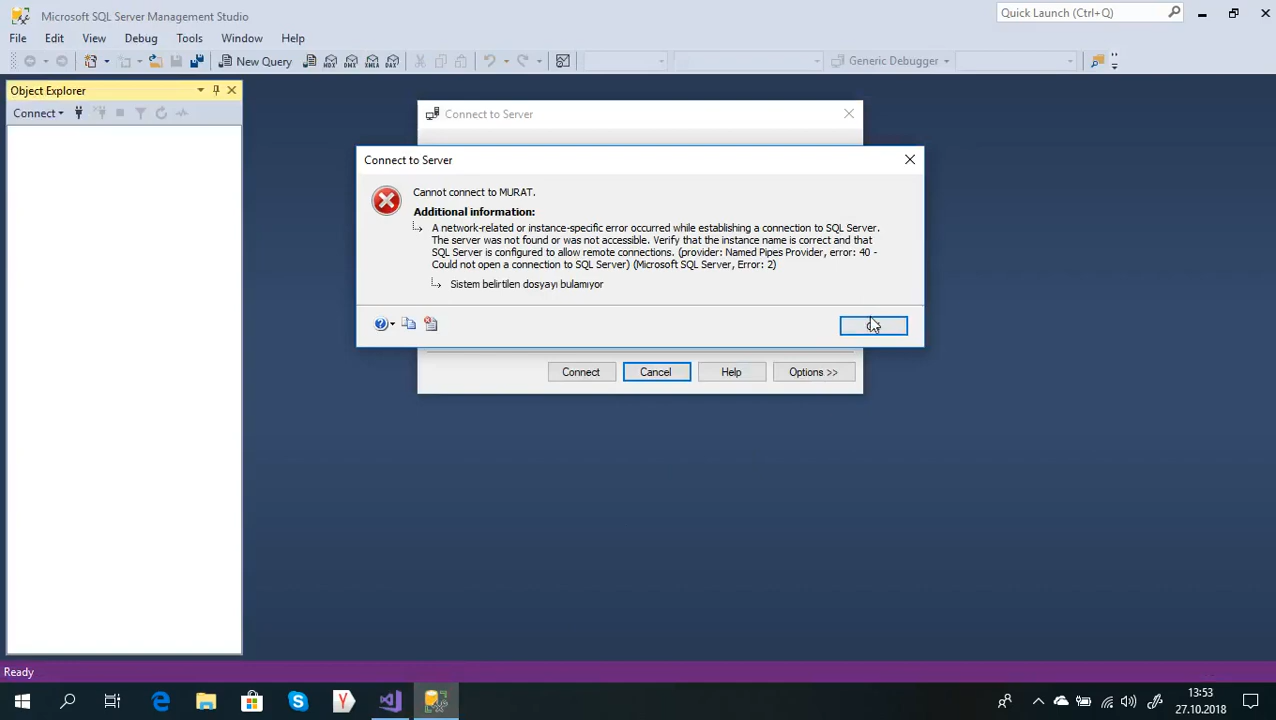 Microsoft SQL Server Management Studio
Quick Launch (Ctrl+Q)
File Edit View Debug Tools Window Help
New Query
MDX DMX XMLA DAX
Generic Debugger
Object Explorer
Connect
Connect to Server
Connect to Server
Cannot connect to MURAT.
Additional information:
A network-related or instance-specific error occurred while establishing a connection to SQL Server.
The server was not found or was not accessible. Verify that the instance name is correct and that
SQL Server is configured to allow remote connections. (provider: Named Pipes Provider, error: 40 -
Could not open a connection to SQL Server) (Microsoft SQL Server, Error: 2)
Sistem belirtilen dosyayı bulamıyor
Connect Cancel Help Options >>
Ready
13:53
27.10.2018